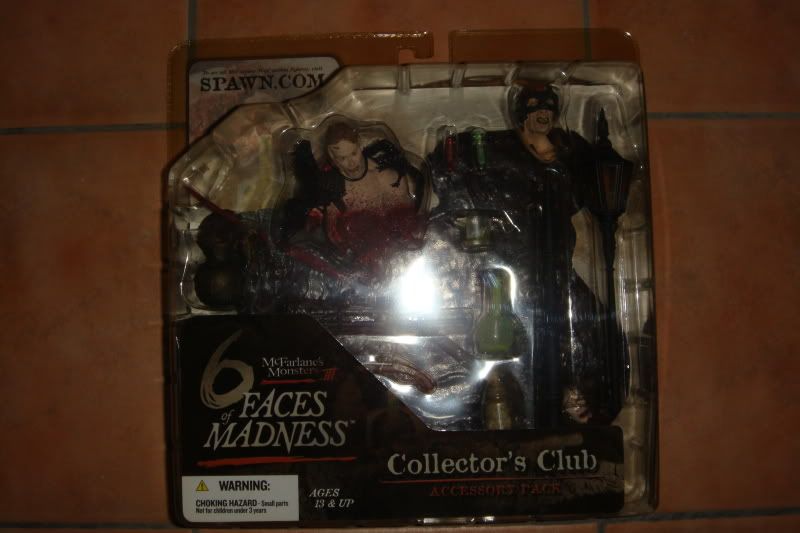 SPAWN.COM
McFarlane's
Monsters III
6 FACES
of
MADNESS™
Collector's Club
ACCESSORY PACK
WARNING:
CHOKING HAZARD - Small parts
Not for children under 3 years
AGES
13 & UP